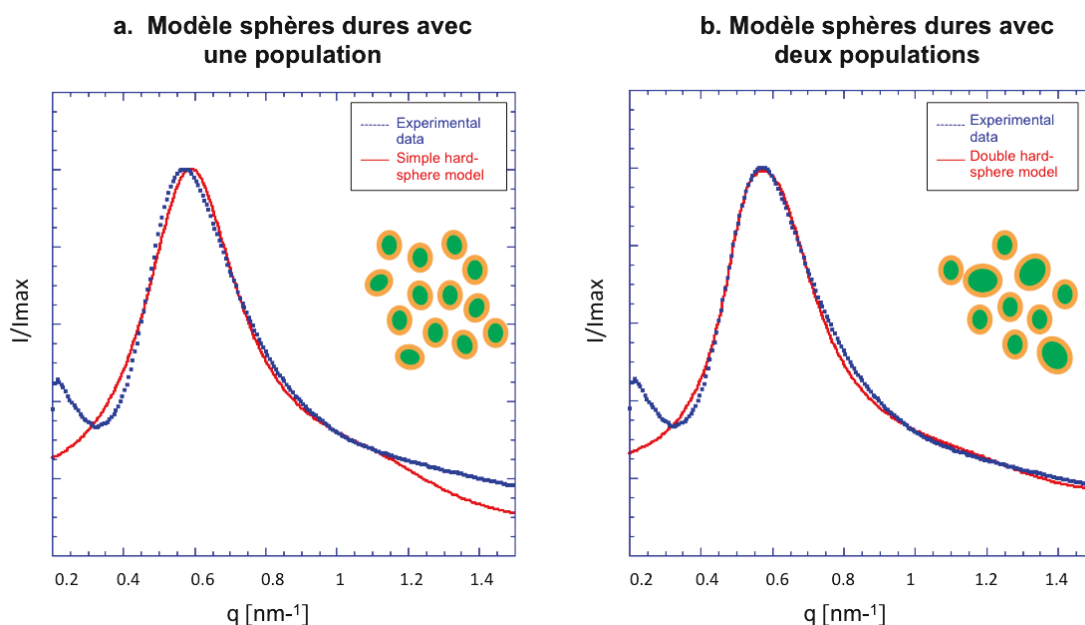 a. Modèle sphères dures avec
une population
Experimental
data
Simple hard-
sphere model
I/Imax
0.2 0.4 0.6 0.8 1 1.2 1.4
q [nm-¹]
b. Modèle sphères dures avec
deux populations
Experimental
data
Double hard-
sphere model
I/Imax
0.2 0.4 0.6 0.8 1 1.2 1.4
q [nm-¹]